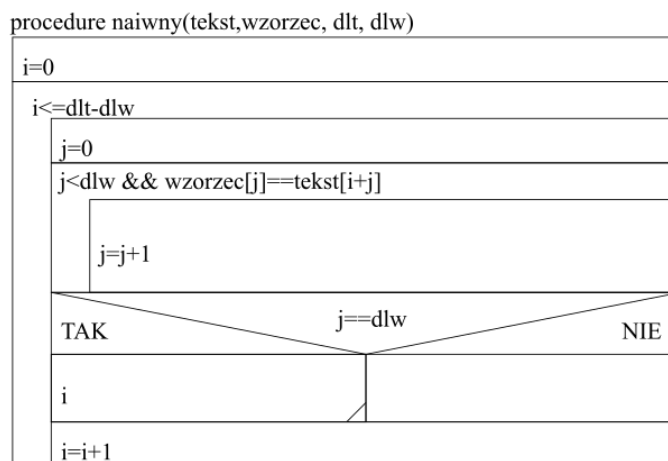 procedure naiwny(tekst,wzorzec, dlt, dlw)
i=0
i<=dlt-dlw
j=0
j<dlw && wzorzec[j]==tekst[i+j]
j=j+1
j==dlw
TAK NIE
i
i=i+1